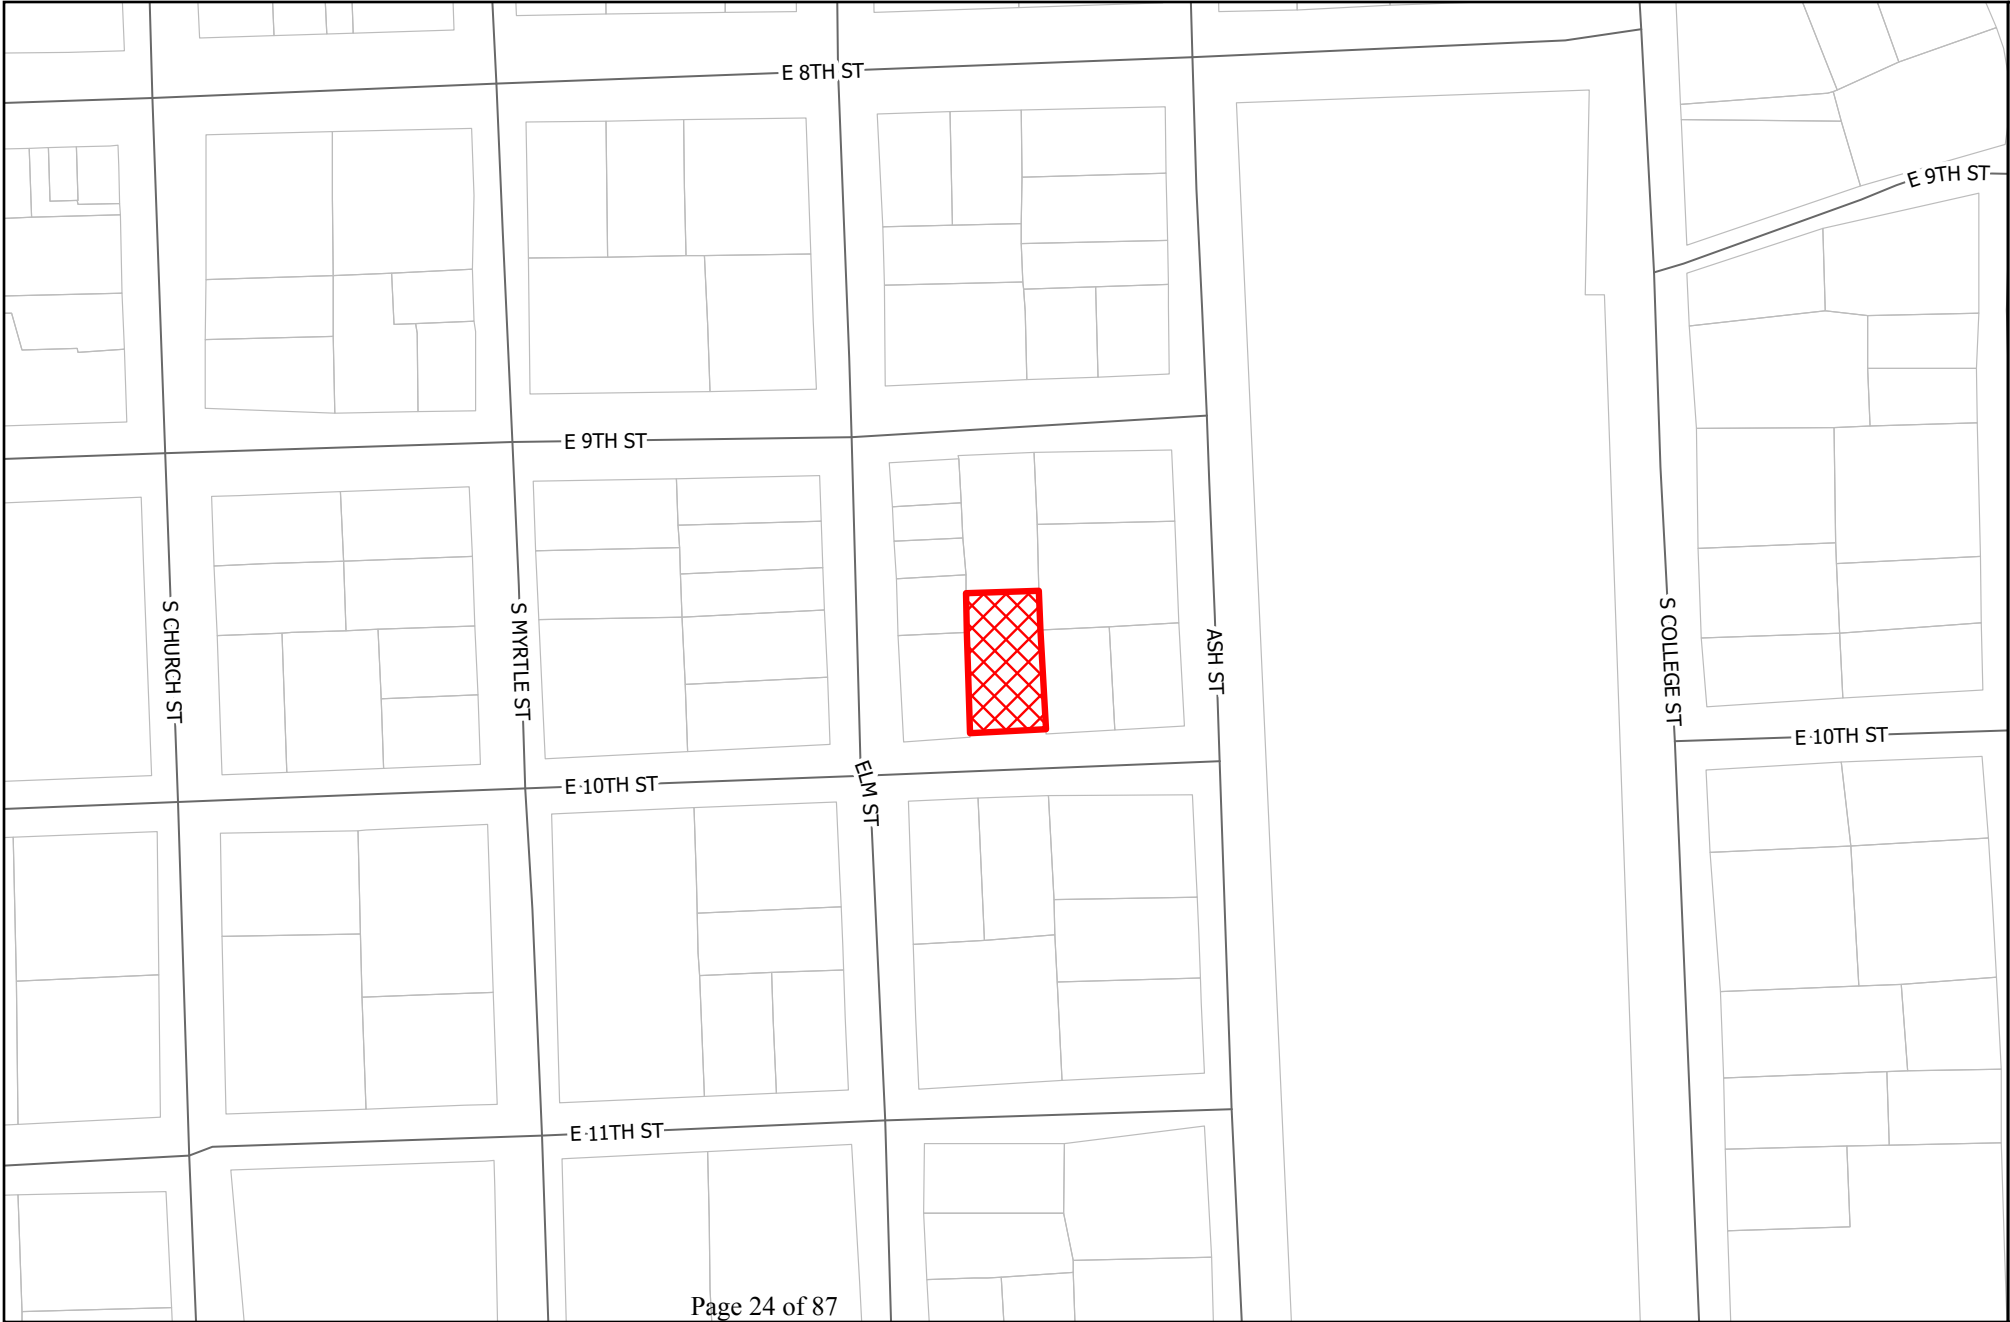 E 8TH ST
E 9TH ST
E 9TH ST
S CHURCH ST
S MYRTLE ST
ASH ST
S COLLEGE ST
E 10TH ST
E 10TH ST
ELM ST
E 11TH ST
Page 24 of 87